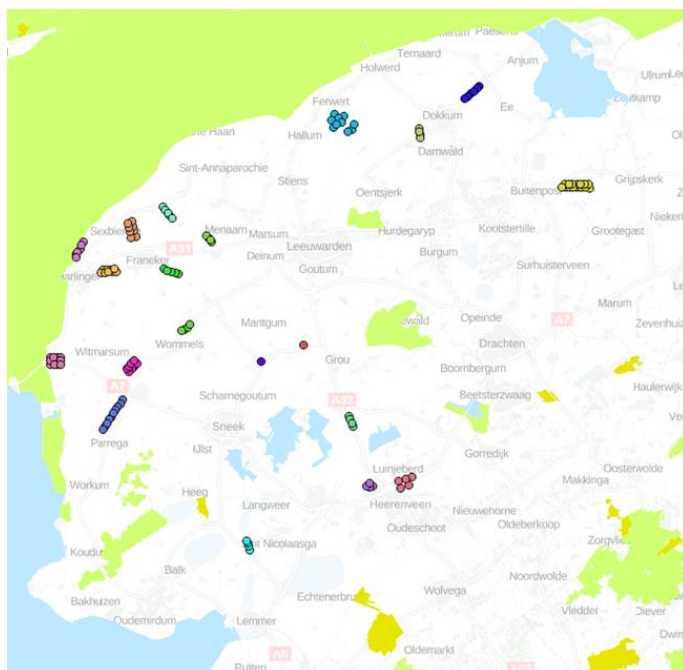 Paesens
Ternaard
Anjum
Holwerd
Ulrum
Ferwert
Dokkum
Ee
Hallum
Damwâld
Sint-Annaparochie
Stiens
Oentsjerk
Buitenpost
Grijpskerk
Sexbier
Menaam
Marsum
Hurdegaryp
Kootstertille
Grootegast
Niekerk
A31
Leeuwarden
Burgum
Franeker
Deinum
Goutum
Surhuisterveen
Marum
Mantgum
Opeinde
A7
Zevenhuizen
Wommels
Drachten
Witmarsum
Grou
Boornbergum
A7
Scharnegoutum
A32
Beetsterzwaag
Haulerwijk
Parrega
Sneek
IJlst
Gorredijk
Luinjeberd
Oosterwolde
Workum
Heeg
Langweer
Heerenveen
Nieuwehorne
Makkinga
Oudeschoot
Oldeberkoop
Koudum
Sint Nicolaasga
Balk
Noordwolde
Bakhuizen
Echtenerbrug
Wolvega
Oudemirdum
Lemmer
Vledder
Diever
Rutten
A6
Oldemarkt